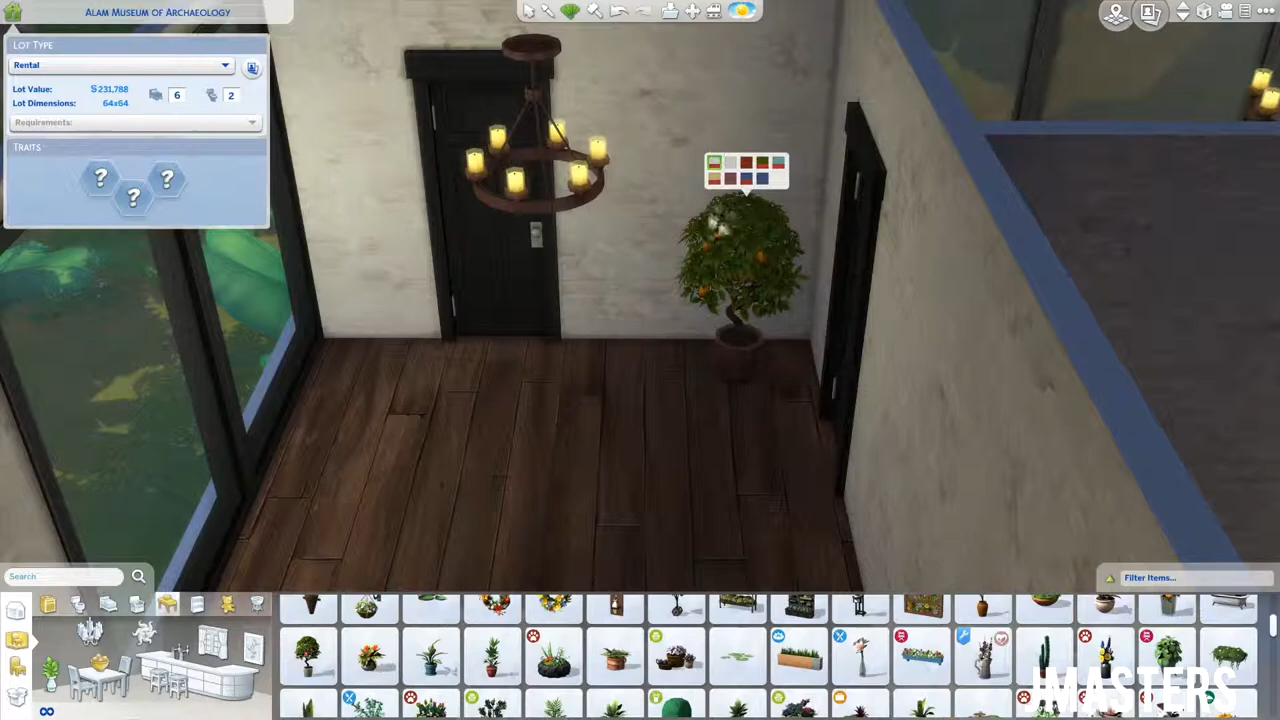 ALAM MUSEUM OF ARCHAEOLOGY
LOT TYPE
Rental
Lot Value: §231,788
6
2
Lot Dimensions: 64x64
Requirements:
TRAITS
?
?
?
Search
Filter Items...
JMASTERS